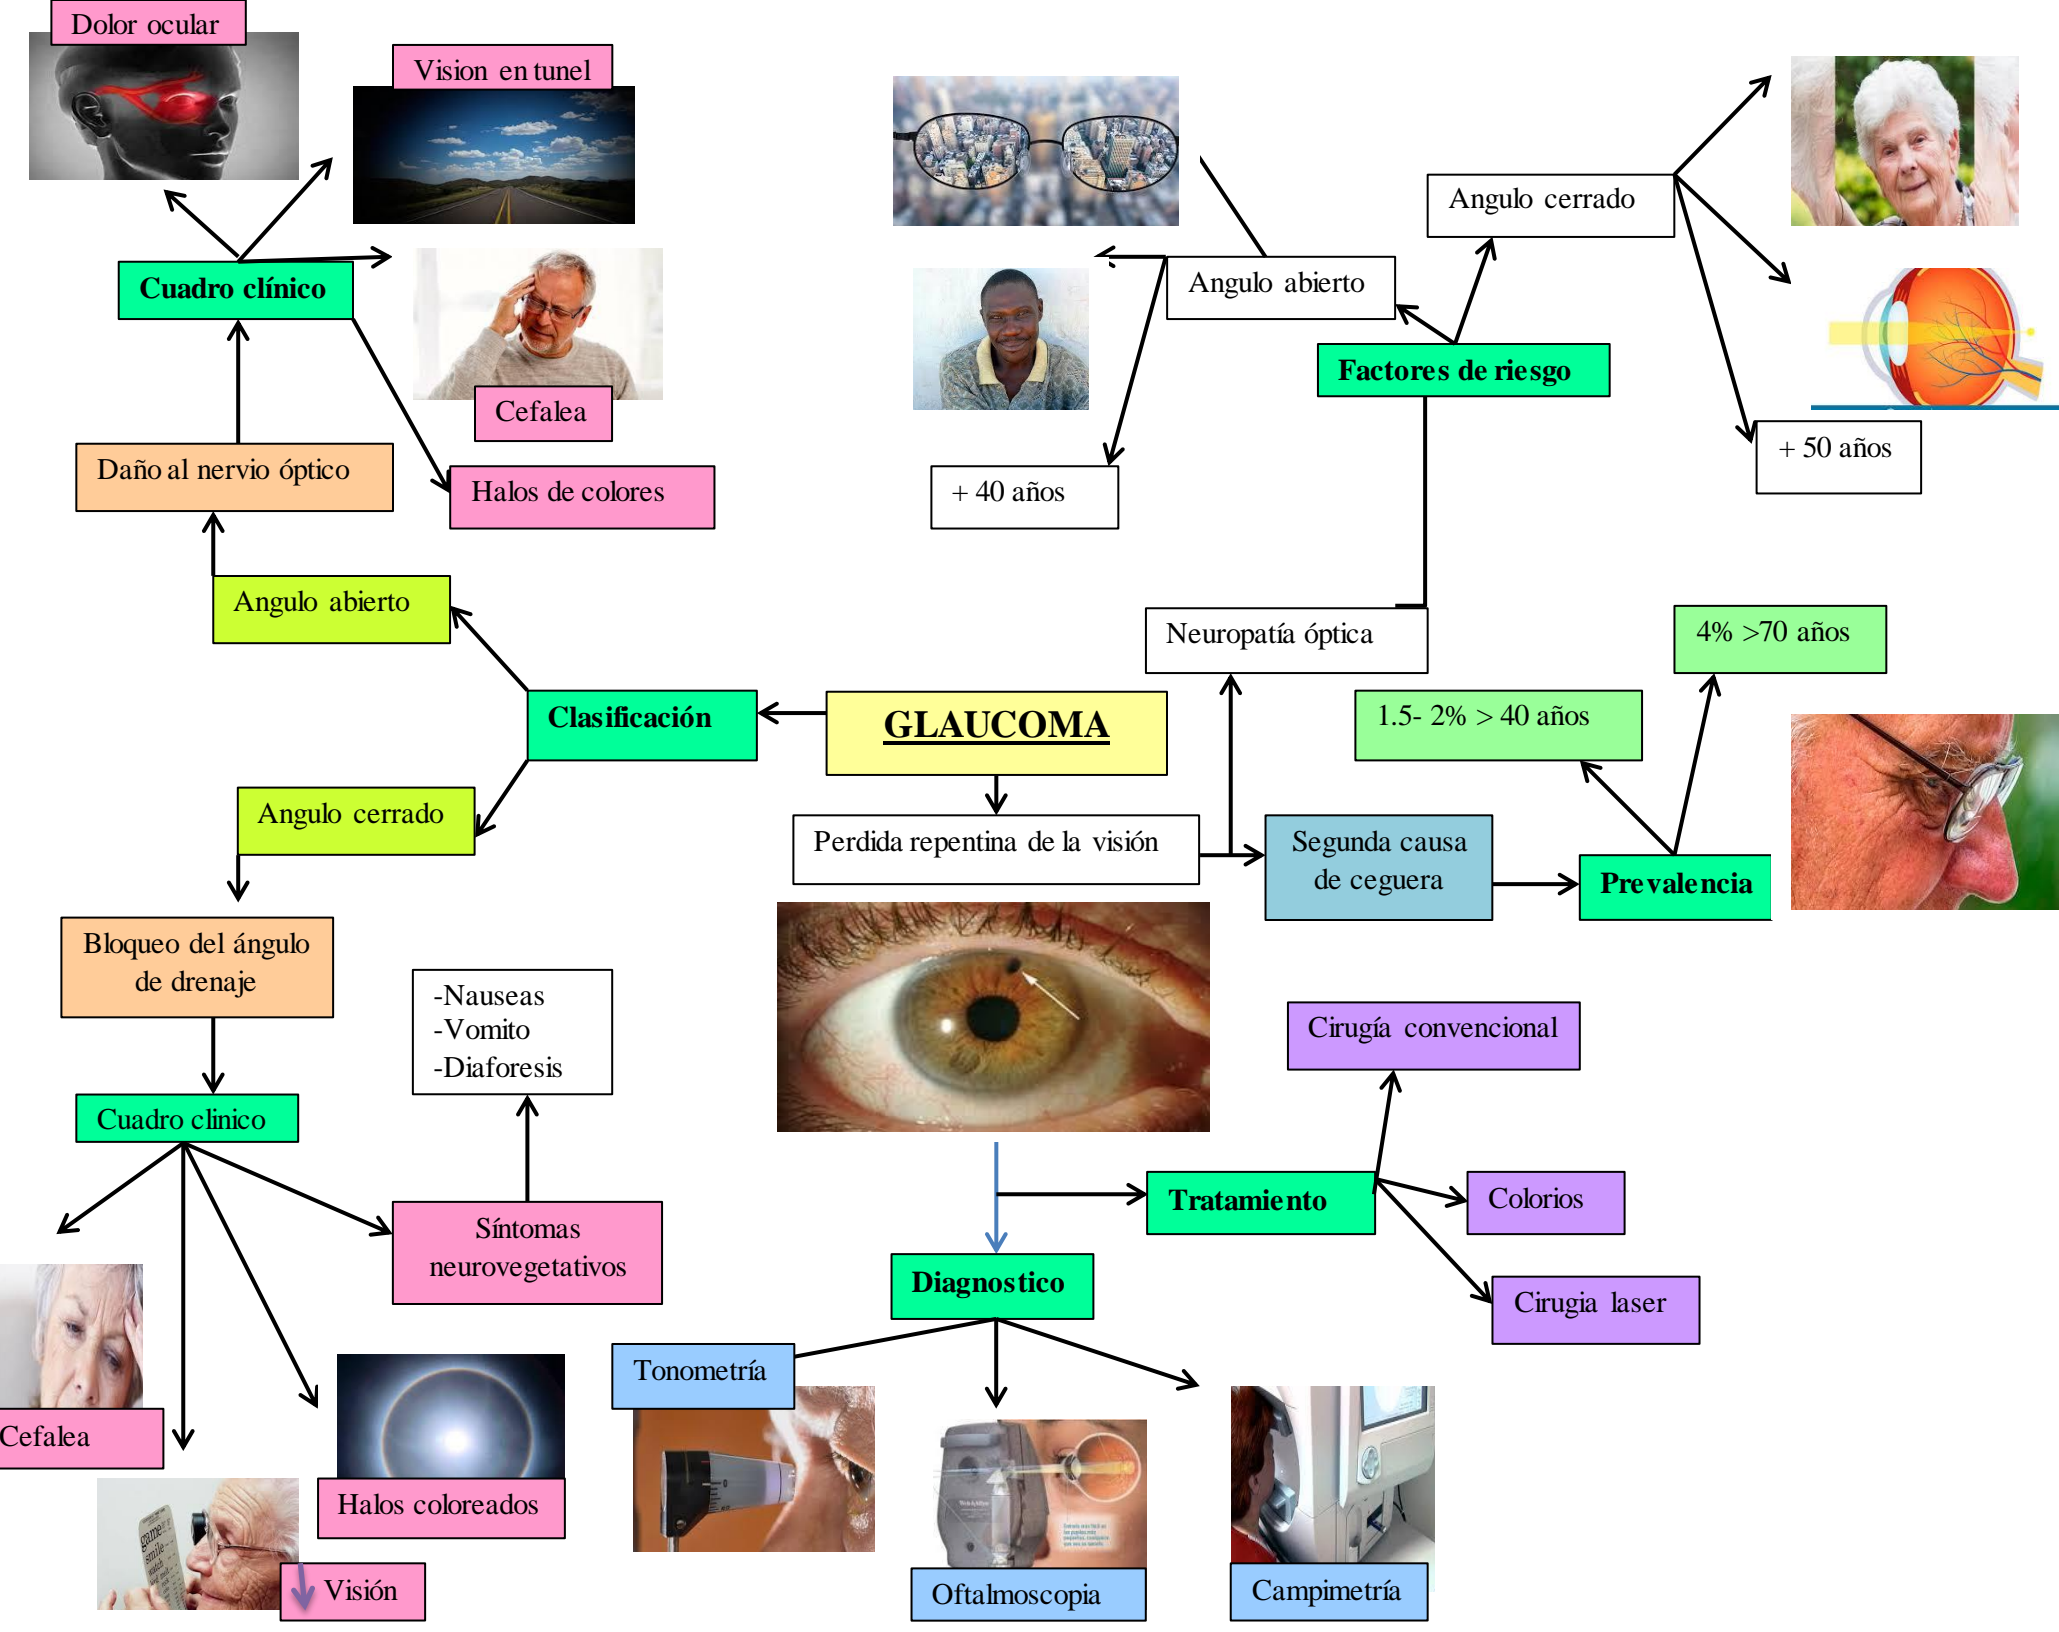 Dolor ocular
Vision en tunel
Cuadro clínico
Cefalea
Daño al nervio óptico
Halos de colores
Angulo abierto
Angulo cerrado
Angulo abierto
Factores de riesgo
+ 40 años
+ 50 años
Neuropatía óptica
4% >70 años
1.5- 2% > 40 años
Clasificación
GLAUCOMA
Angulo cerrado
Perdida repentina de la visión
Segunda causa
de ceguera
Prevalencia
Bloqueo del ángulo
de drenaje
-Nauseas
-Vomito
-Diaforesis
Cuadro clinico
Síntomas
neurovegetativos
Cirugía convencional
Tratamiento
Colorios
Cirugia laser
Diagnostico
Tonometría
Cefalea
Halos coloreados
game
smile
Visión
Oftalmoscopia
Campimetría